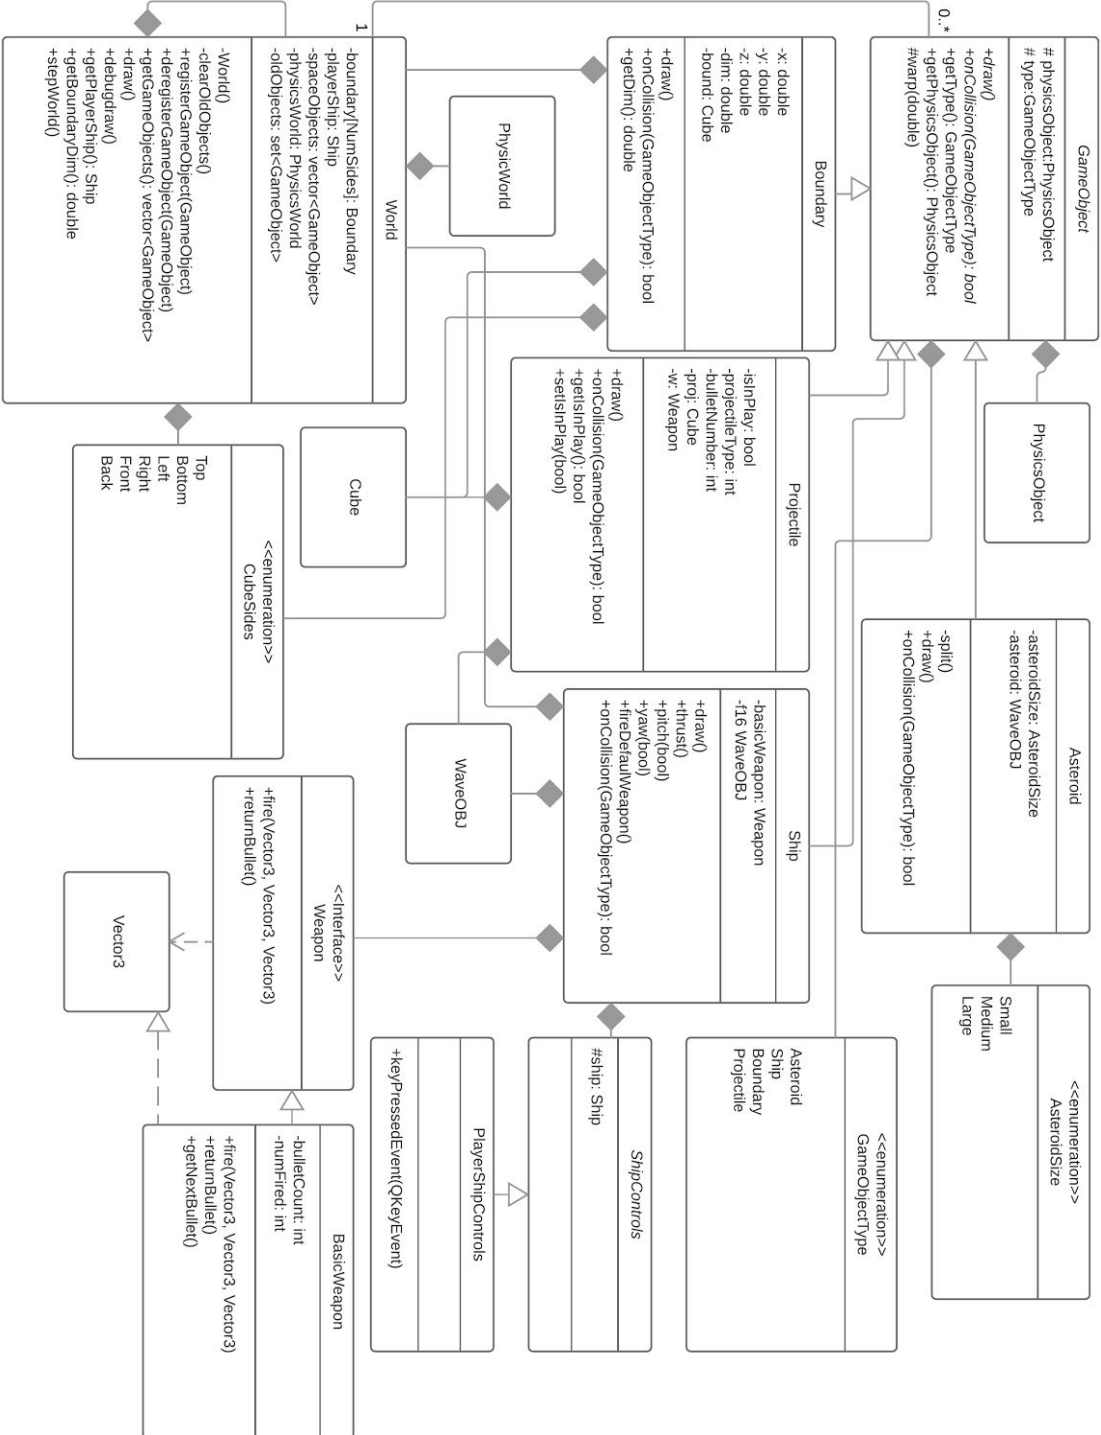 GameObject
# physicsObject:PhysicsObject
# type:GameObjectType
+draw()
+onCollision(GameObjectType): bool
+getType(): GameObjectType
+getPhysicsObject(): PhysicsObject
#warp(double)
0..*
1
PhysicsObject
Asteroid
-asteroidSize: AsteroidSize
-asteroid: WaveOBJ
-split()
+draw()
+onCollision(GameObjectType): bool
<<enumeration>>
AsteroidSize
Small
Medium
Large
Boundary
-x: double
-y: double
-z: double
-dim: double
-bound: Cube
+draw()
+onCollision(GameObjectType): bool
+getDim(): double
Projectile
-isInPlay: bool
-projectileType: int
-bulletNumber: int
-proj: Cube
-w: Weapon
+draw()
+onCollision(GameObjectType): bool
+getIsInPlay(): bool
+setIsInPlay(bool)
Ship
-basicWeapon: Weapon
-f16 WaveOBJ
+draw()
+thrust()
+pitch(bool)
+yaw(bool)
+fireDefaulWeapon()
+onCollision(GameObjectType): bool
<<enumeration>>
GameObjectType
Asteroid
Ship
Boundary
Projectile
ShipControls
#ship: Ship
PlayerShipControls
+keyPressedEvent(QKeyEvent)
PhysicWorld
World
-boundary[NumSides]: Boundary
-playerShip: Ship
-spaceObjects: vector<GameObject>
-physicsWorld: PhysicsWorld
-oldObjects: set<GameObject>
-World()
-clearOldObjects()
+registerGameObject(GameObject)
+deregisterGameObject(GameObject)
+getGameObjects(): vector<GameObject>
+draw()
+debugdraw()
+getPlayerShip(): Ship
+getBoundaryDim(): double
+stepWorld()
Cube
WaveOBJ
<<enumeration>>
CubeSides
Top
Bottom
Left
Right
Front
Back
<<Interface>>
Weapon
+fire(Vector3, Vector3, Vector3)
+returnBullet()
Vector3
BasicWeapon
-bulletCount: int
-numFired: int
+fire(Vector3, Vector3, Vector3)
+returnBullet()
+getNextBullet()